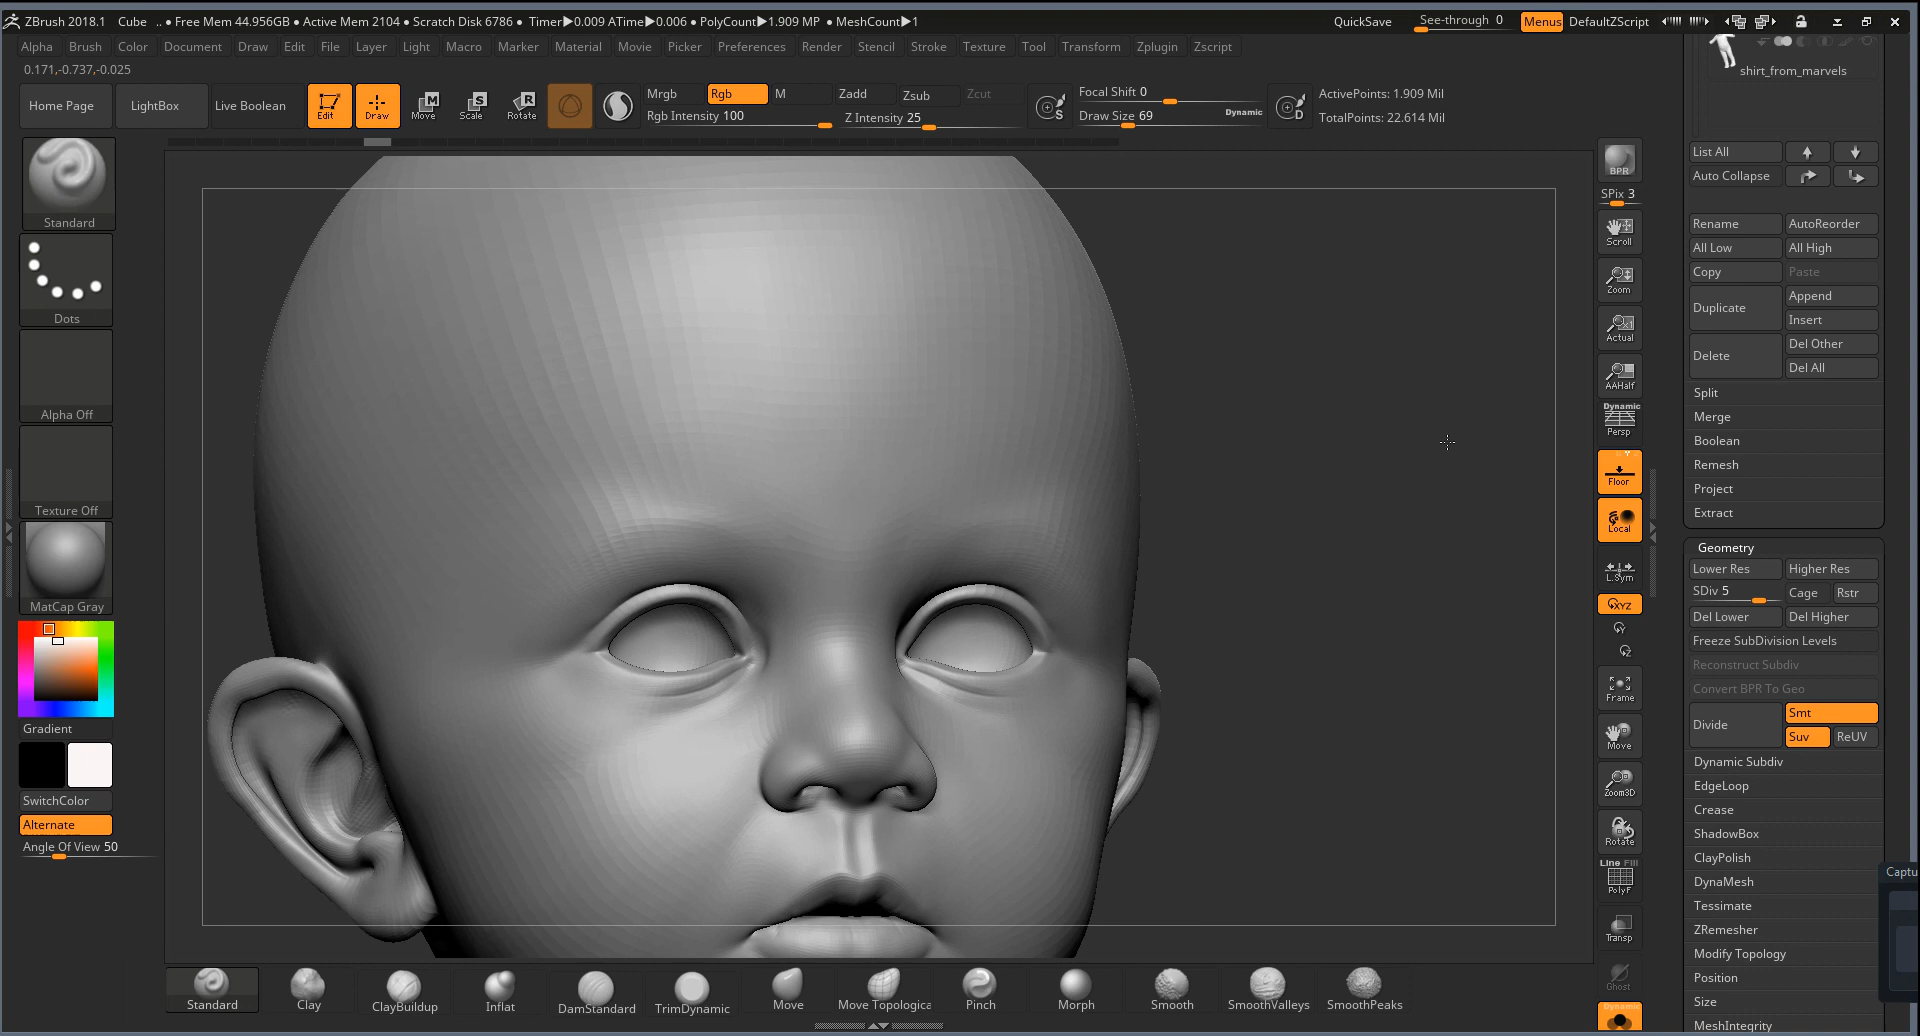 ZBrush 2018.1 Cube .. ● Free Mem 44.956GB ● Active Mem 2104 ● Scratch Disk 6786 ● Timer▶0.009 ATime▶0.006 ● PolyCount▶1.909 MP ● MeshCount▶1 QuickSave See-through 0 Menus DefaultZScript
Alpha Brush Color Document Draw Edit File Layer Light Macro Marker Material Movie Picker Preferences Render Stencil Stroke Texture Tool Transform Zplugin Zscript
0.171,-0.737,-0.025
shirt_from_marvels
Home Page LightBox Live Boolean Edit Draw Move Scale Rotate
M S R
Mrgb Rgb M Zadd Zsub Zcut
Rgb Intensity 100 Z Intensity 25
S Focal Shift 0
Draw Size 69 Dynamic
D ActivePoints: 1.909 Mil
TotalPoints: 22.614 Mil
Standard
Dots
Alpha Off
Texture Off
MatCap Gray
Gradient
SwitchColor
Alternate
Angle Of View 50
BPR
SPix 3
Scroll
Zoom
Actual
AAHalf
Dynamic
Persp
Floor
Local
L.Sym
XYZ
Y
Z
Frame
Move
Zoom3D
Rotate
Line Fill
PolyF
Transp
Ghost
Dynamic
List All
Auto Collapse
Rename AutoReorder
All Low All High
Copy Paste
Duplicate Append
Insert
Delete Del Other
Del All
Split
Merge
Boolean
Remesh
Project
Extract
Geometry
Lower Res Higher Res
SDiv 5 Cage Rstr
Del Lower Del Higher
Freeze SubDivision Levels
Reconstruct Subdiv
Convert BPR To Geo
Divide Smt
Suv ReUV
Dynamic Subdiv
EdgeLoop
Crease
ShadowBox
ClayPolish
DynaMesh
Tessimate
ZRemesher
Modify Topology
Position
Size
MeshIntegrity
Captu
Standard Clay ClayBuildup Inflat DamStandard TrimDynamic Move Move Topologica Pinch Morph Smooth SmoothValleys SmoothPeaks